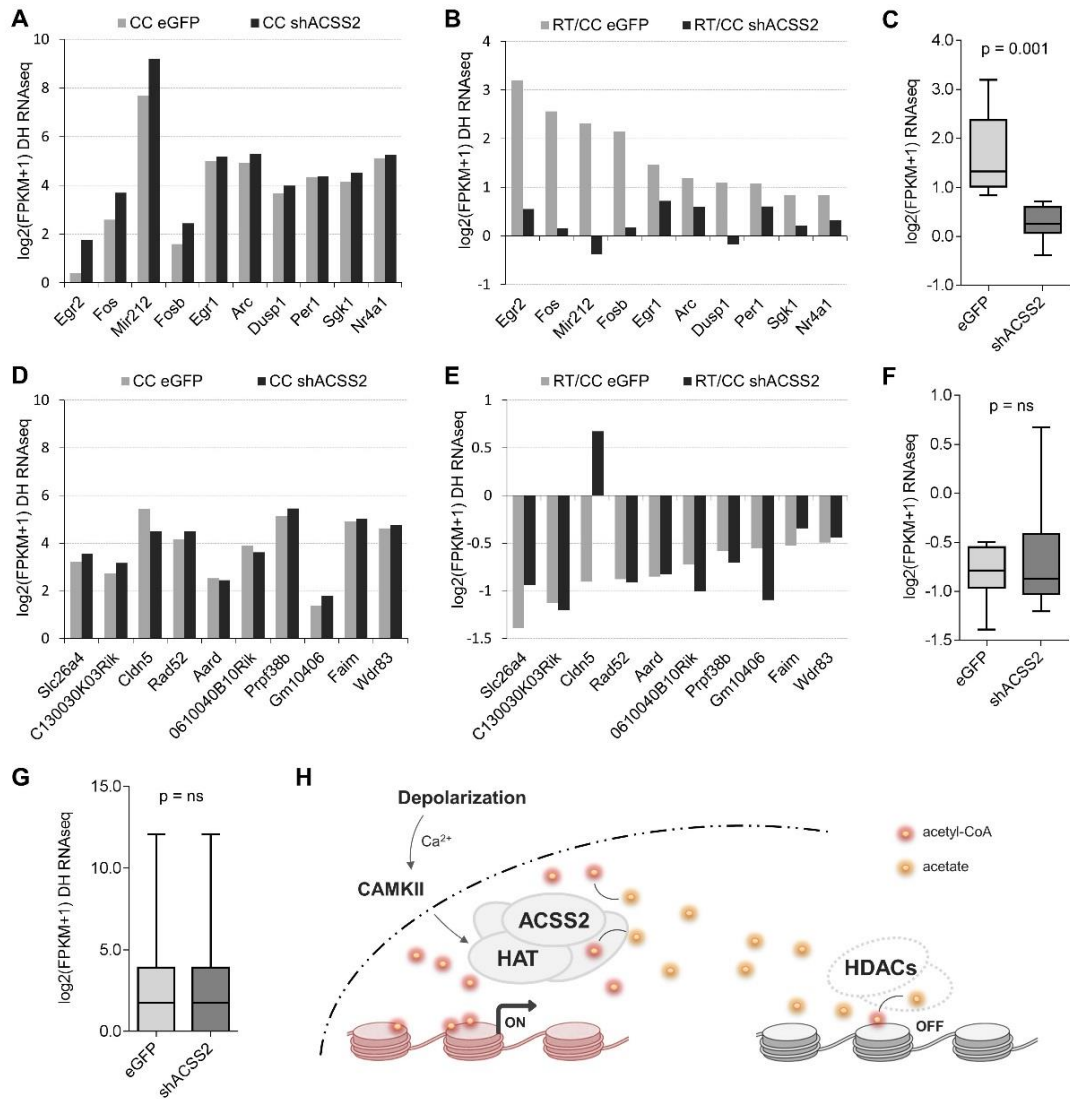 A
CC eGFP
CC shACSS2
log2(FPKM+1) DH RNAseq
10
8
6
4
2
0
Egr2
Fos
Mir212
Fosb
Egr1
Arc
Dusp1
Per1
Sgk1
Nr4a1
B
RT/CC eGFP
RT/CC shACSS2
log2(FPKM+1) DH RNAseq
4
3
2
1
0
-1
Egr2
Fos
Mir212
Fosb
Egr1
Arc
Dusp1
Per1
Sgk1
Nr4a1
C
p = 0.001
log2(FPKM+1) RNAseq
4.0
3.0
2.0
1.0
0.0
-1.0
eGFP
shACSS2
D
CC eGFP
CC shACSS2
log2(FPKM+1) DH RNAseq
10
8
6
4
2
0
Slc26a4
C130030K03Rik
Cldn5
Rad52
Aard
0610040B10Rik
Prpf38b
Gm10406
Faim
Wdr83
E
RT/CC eGFP
RT/CC shACSS2
log2(FPKM+1) DH RNAseq
1
0.5
0
-0.5
-1
-1.5
Slc26a4
C130030K03Rik
Cldn5
Rad52
Aard
0610040B10Rik
Prpf38b
Gm10406
Faim
Wdr83
F
p = ns
log2(FPKM+1) RNAseq
1.0
0.5
0.0
-0.5
-1.0
-1.5
eGFP
shACSS2
G
p = ns
log2(FPKM+1) DH RNAseq
15.0
10.0
5.0
0.0
eGFP
shACSS2
H
Depolarization
Ca2+
CAMKII
ACSS2
HAT
ON
acetyl-CoA
acetate
HDACs
OFF